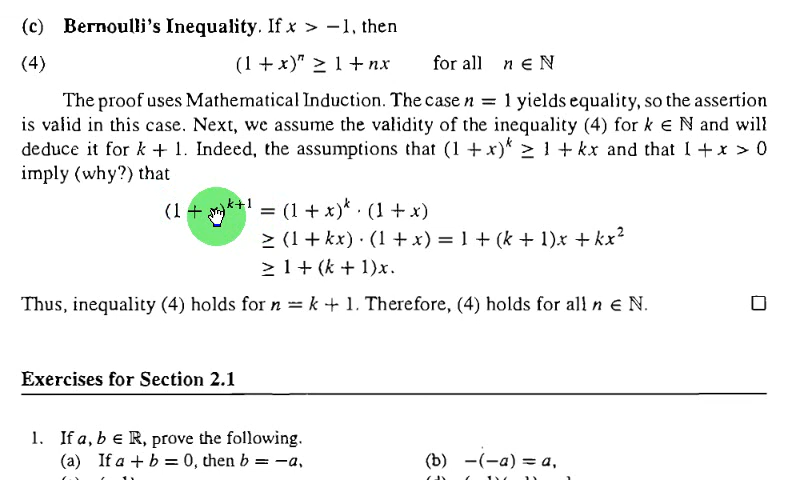 (c) Bernoulli's Inequality. If x > −1, then
(4) (1 + x)ⁿ ≥ 1 + nx for all n ∈ ℕ
The proof uses Mathematical Induction. The case n = 1 yields equality, so the assertion
is valid in this case. Next, we assume the validity of the inequality (4) for k ∈ ℕ and will
deduce it for k + 1. Indeed, the assumptions that (1 + x)ᵏ ≥ 1 + kx and that 1 + x > 0
imply (why?) that
(1 + x)ᵏ⁺¹ = (1 + x)ᵏ · (1 + x)
≥ (1 + kx) · (1 + x) = 1 + (k + 1)x + kx²
≥ 1 + (k + 1)x.
Thus, inequality (4) holds for n = k + 1. Therefore, (4) holds for all n ∈ ℕ. □
Exercises for Section 2.1
1. If a, b ∈ ℝ, prove the following.
(a) If a + b = 0, then b = −a, (b) −(−a) = a,